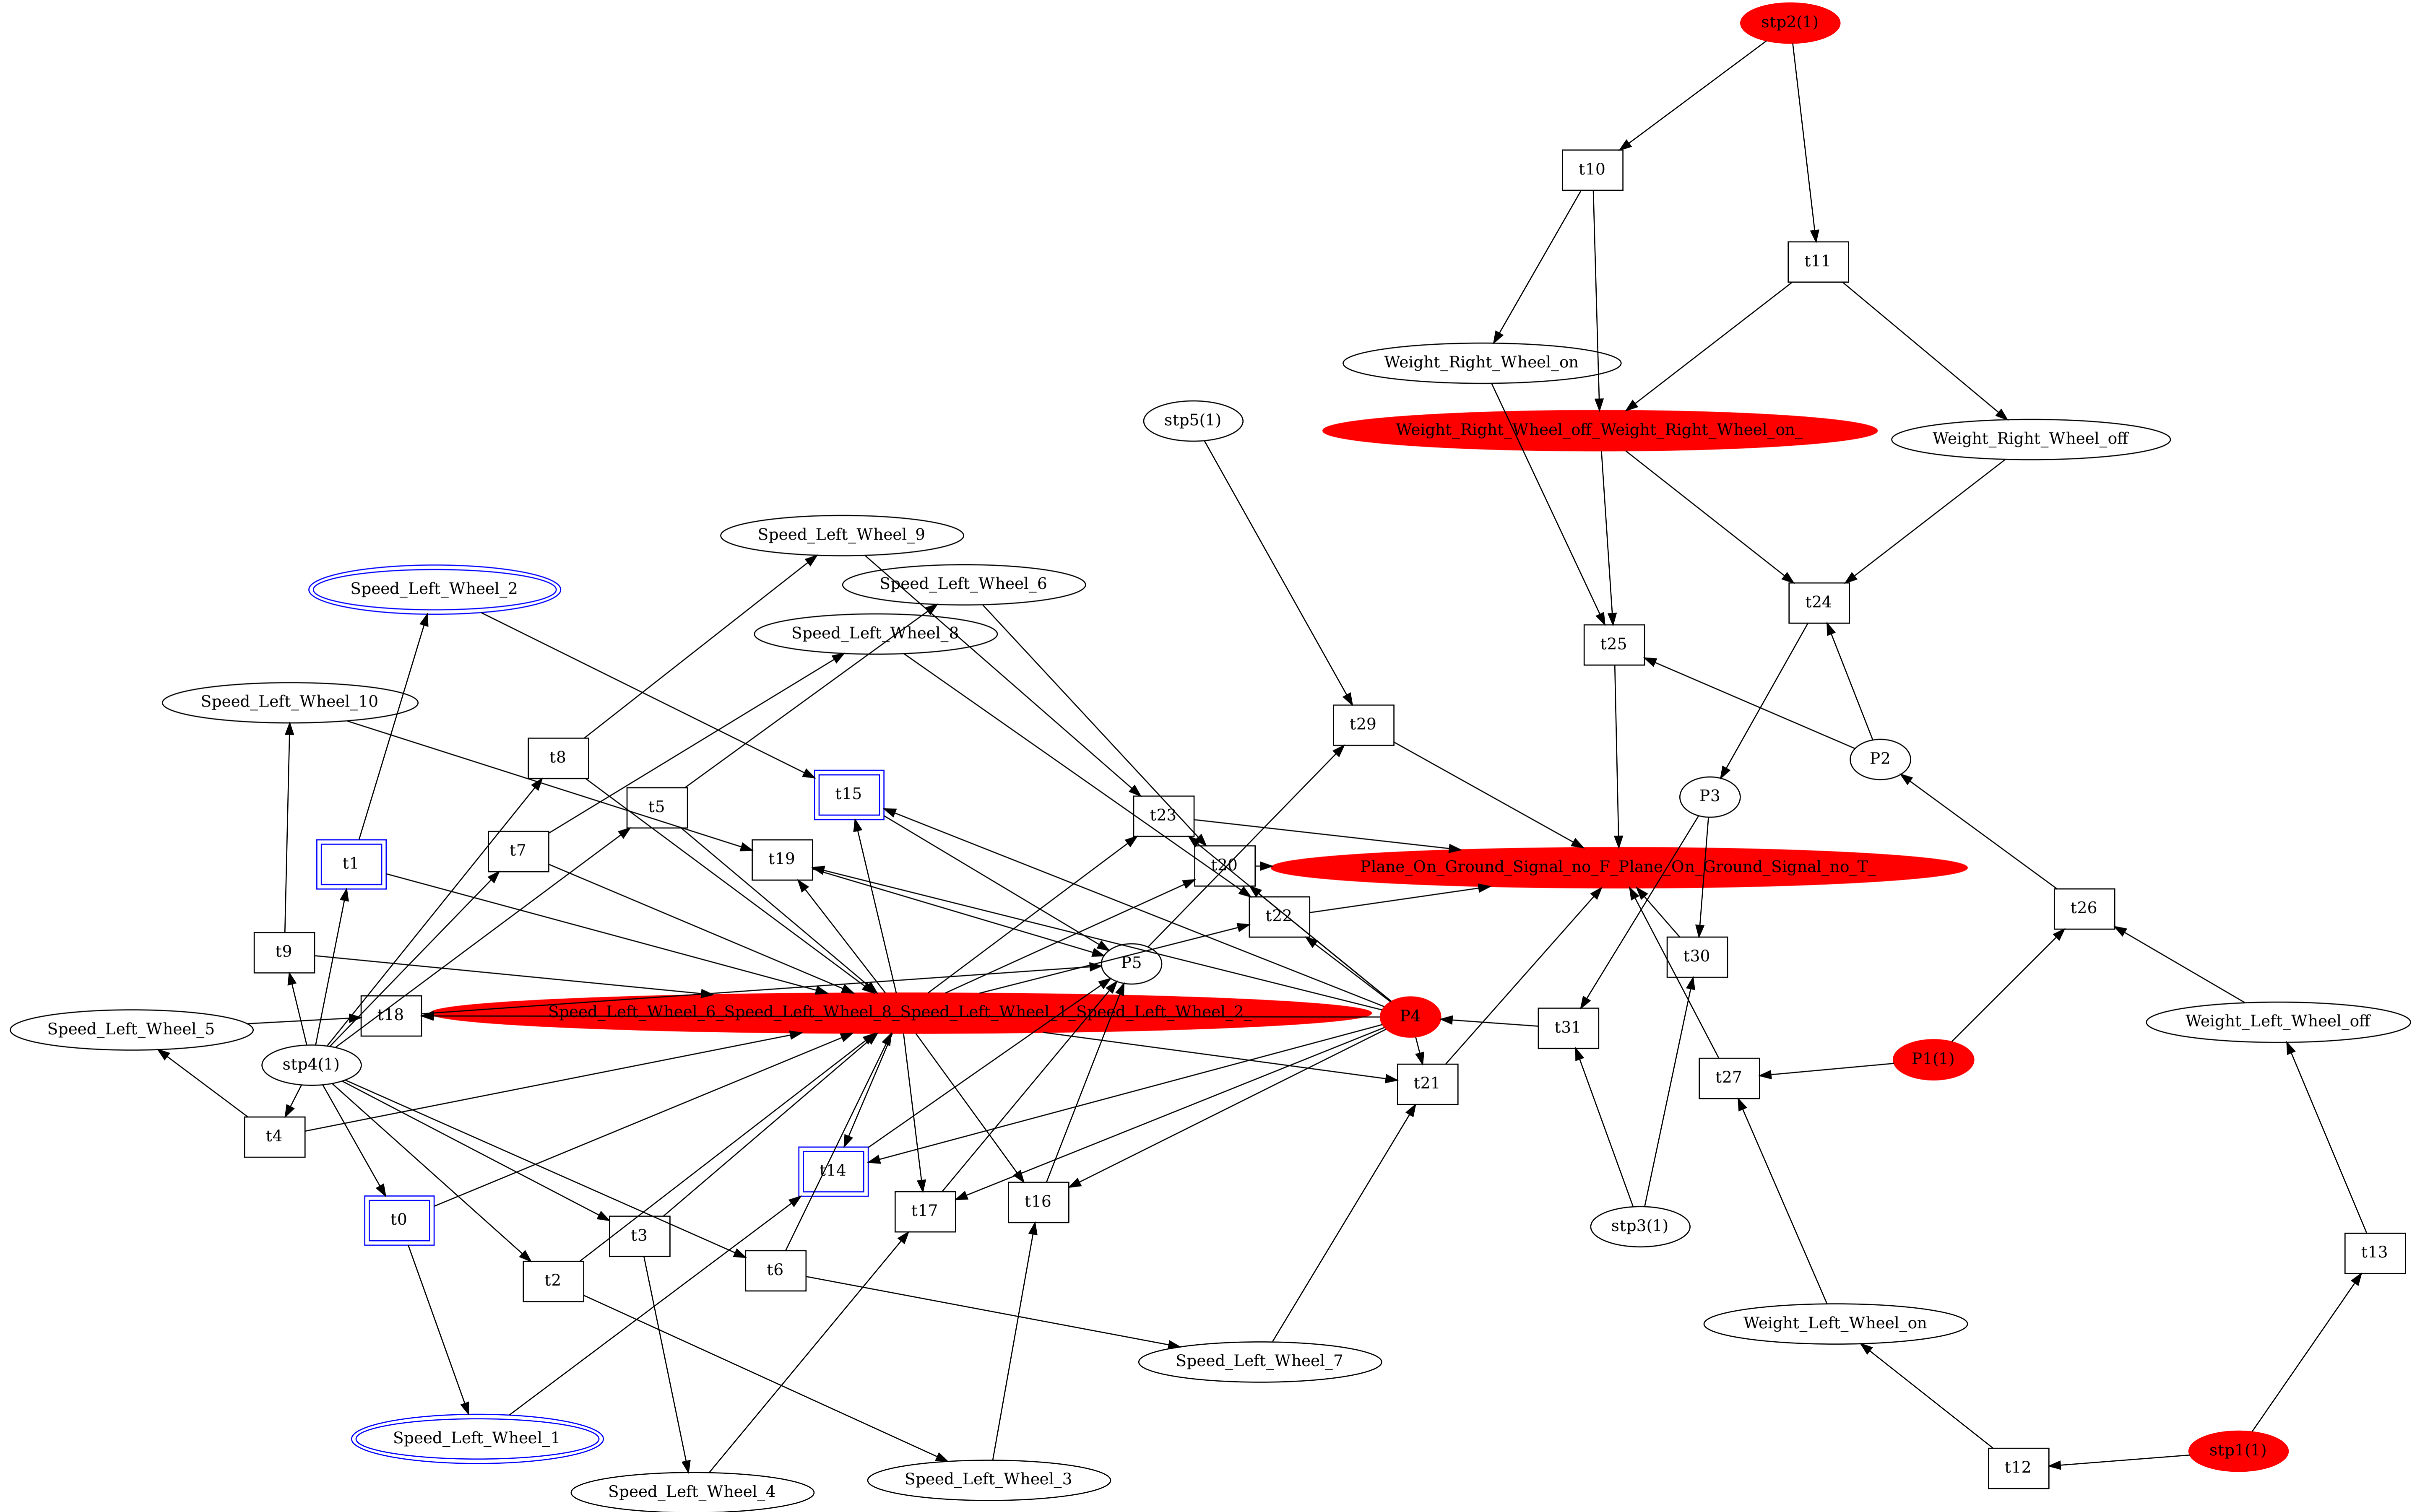 stp2(1)
t10
t11
Weight_Right_Wheel_on
stp5(1)
Weight_Right_Wheel_off_Weight_Right_Wheel_on_
Weight_Right_Wheel_off
Speed_Left_Wheel_9
Speed_Left_Wheel_6
Speed_Left_Wheel_2
t24
Speed_Left_Wheel_8
t25
Speed_Left_Wheel_10
t29
t8
P2
t15
P3
t5
t23
t7
t1
t19
t20
Plane_On_Ground_Signal_no_F_Plane_On_Ground_Signal_no_T_
t26
t22
t9
P5
t30
t18
Speed_Left_Wheel_6_Speed_Left_Wheel_8_Speed_Left_Wheel_1_Speed_Left_Wheel_2_
P4
Weight_Left_Wheel_off
Speed_Left_Wheel_5
t31
P1(1)
stp4(1)
t27
t21
t4
t14
t17
t16
t0
stp3(1)
t3
t13
t6
t2
Weight_Left_Wheel_on
Speed_Left_Wheel_7
Speed_Left_Wheel_1
stp1(1)
t12
Speed_Left_Wheel_3
Speed_Left_Wheel_4